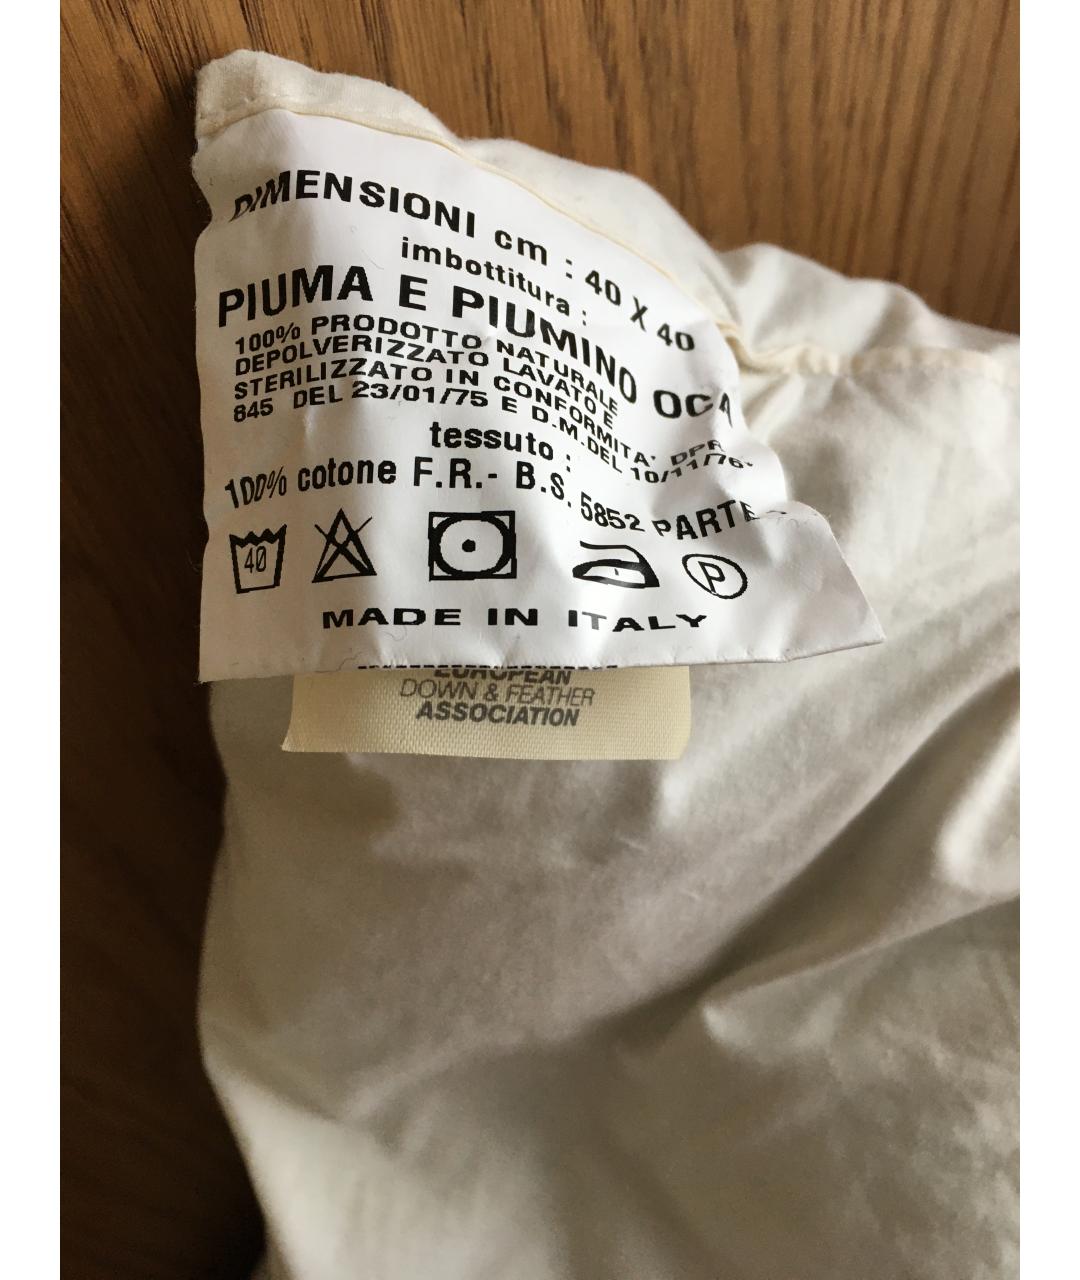 DIMENSIONI cm : 40 X 40
imbottitura :
PIUMA E PIUMINO OCA
100% PRODOTTO NATURALE
DEPOLVERIZZATO LAVATO E
STERILIZZATO IN CONFORMITA' DPR
845 DEL 23/01/75 E D.M.DEL 10/11/76
tessuto :
100% cotone F.R.- B.S. 5852 PARTE
40
P
MADE IN ITALY
EUROPEAN
DOWN & FEATHER
ASSOCIATION